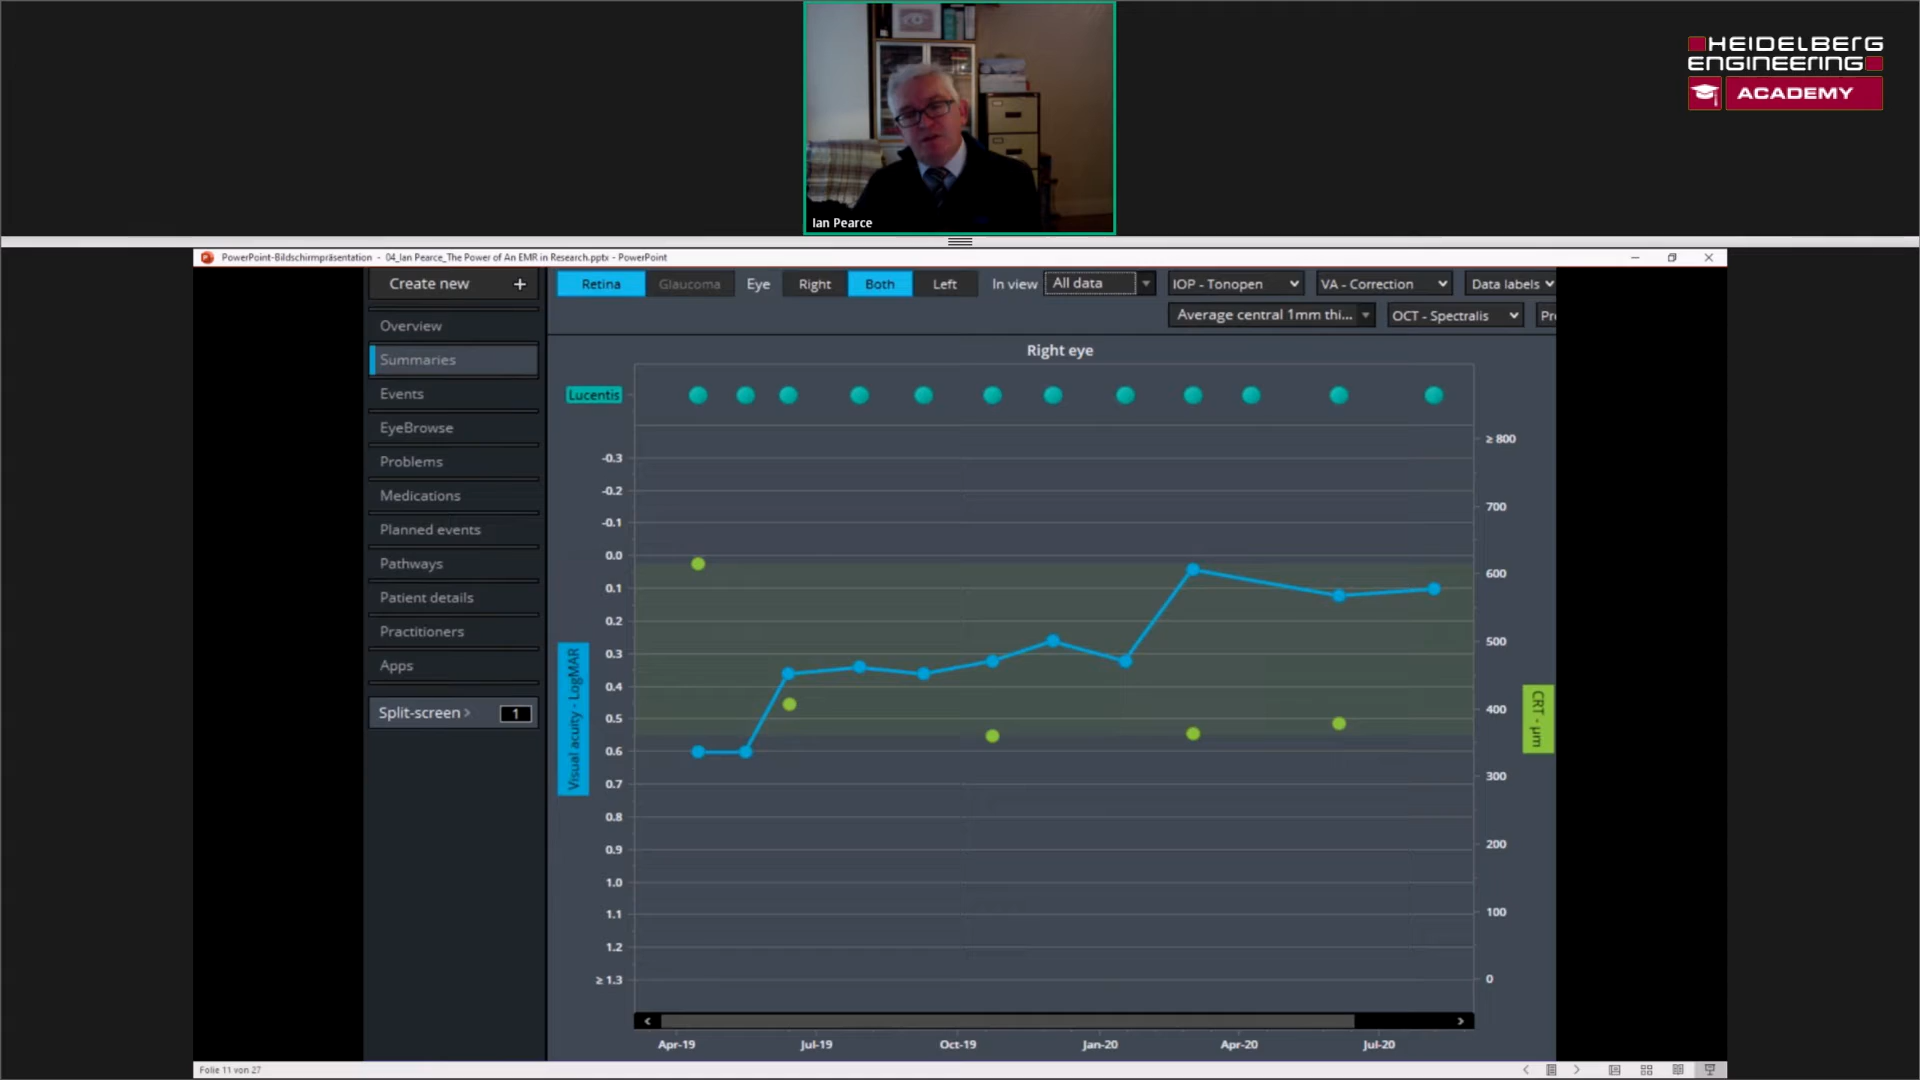 HEIDELBERG
ENGINEERING
ACADEMY
Ian Pearce
PowerPoint-Bildschirmpräsentation - 04_Ian Pearce_The Power of An EMR in Research.pptx - PowerPoint
Create new +
Retina Glaucoma Eye Right Both Left In view All data IOP - Tonopen VA - Correction Data labels
Average central 1mm thi... OCT - Spectralis Pr
Overview
Summaries
Events
EyeBrowse
Problems
Medications
Planned events
Pathways
Patient details
Practitioners
Apps
Split-screen > 1
Right eye
Lucentis
Visual acuity - LogMAR
-0.3
-0.2
-0.1
0.0
0.1
0.2
0.3
0.4
0.5
0.6
0.7
0.8
0.9
1.0
1.1
1.2
≥ 1.3
≥ 800
700
600
500
400
300
200
100
0
CRT - µm
Apr-19 Jul-19 Oct-19 Jan-20 Apr-20 Jul-20
Folie 11 von 27